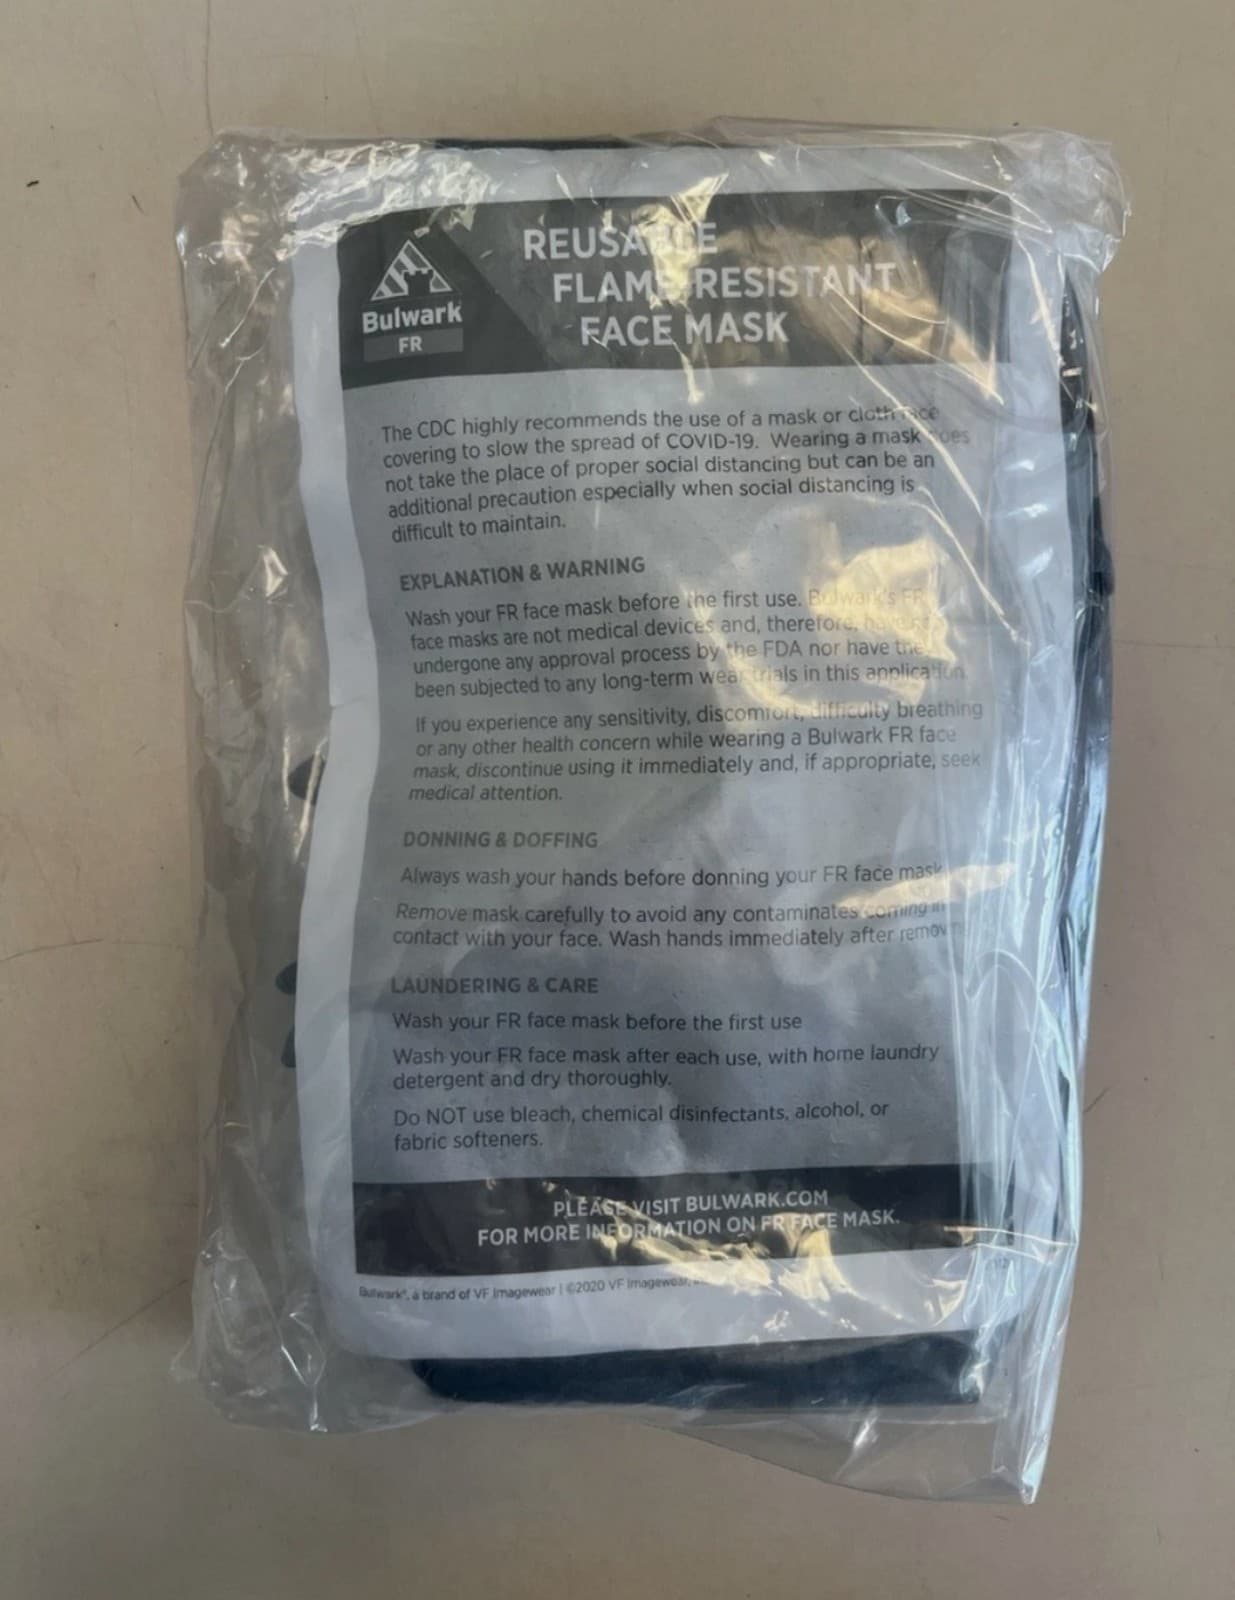 Bulwark
FR
REUSABLE
FLAME-RESISTANT
FACE MASK
The CDC highly recommends the use of a mask or cloth face
covering to slow the spread of COVID-19. Wearing a mask does
not take the place of proper social distancing but can be an
additional precaution especially when social distancing is
difficult to maintain.
EXPLANATION & WARNING
Wash your FR face mask before the first use. Bulwark's FR
face masks are not medical devices and, therefore, have not
undergone any approval process by the FDA nor have they
been subjected to any long-term wear trials in this application.
If you experience any sensitivity, discomfort, difficulty breathing
or any other health concern while wearing a Bulwark FR face
mask, discontinue using it immediately and, if appropriate, seek
medical attention.
DONNING & DOFFING
Always wash your hands before donning your FR face mask
Remove mask carefully to avoid any contaminates coming in
contact with your face. Wash hands immediately after removing
LAUNDERING & CARE
Wash your FR face mask before the first use
Wash your FR face mask after each use, with home laundry
detergent and dry thoroughly.
Do NOT use bleach, chemical disinfectants, alcohol, or
fabric softeners.
PLEASE VISIT BULWARK.COM
FOR MORE INFORMATION ON FR FACE MASK.
Bulwark®, a brand of VF Imagewear | ©2020 VF Imagewear,